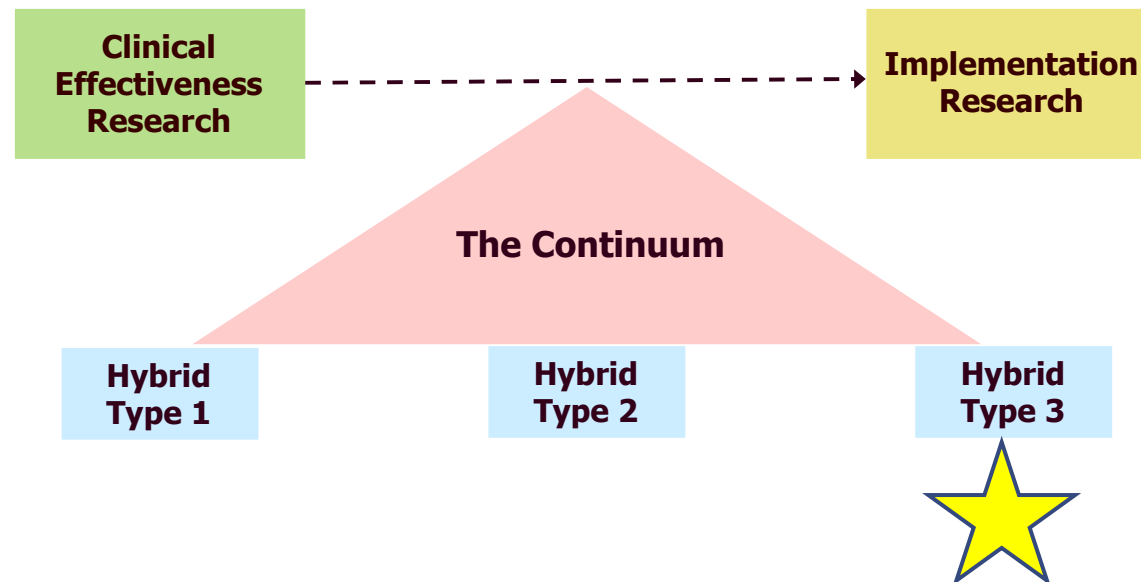 Clinical
Effectiveness
Research
Implementation
Research
The Continuum
Hybrid
Type 1
Hybrid
Type 2
Hybrid
Type 3